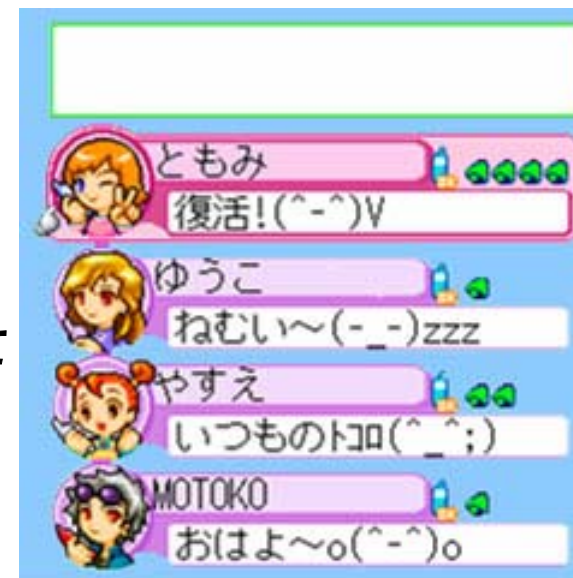 ともみ
復活!(^-^)V
ゆうこ
ねむい～(-_-)zzz
やすえ
いつものﾄｺﾛ(^_^;)
MOTOKO
おはよ～o(^-^)o